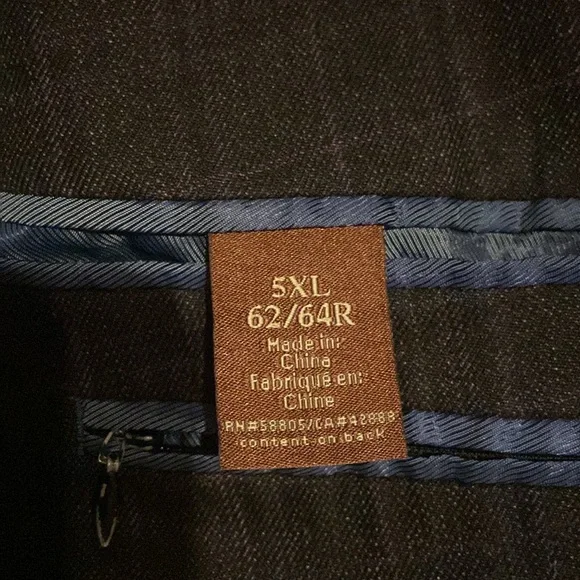 5XL
62/64R
Made in:
China
Fabriqué en:
Chine
RN#58805/CA#42888
content on back